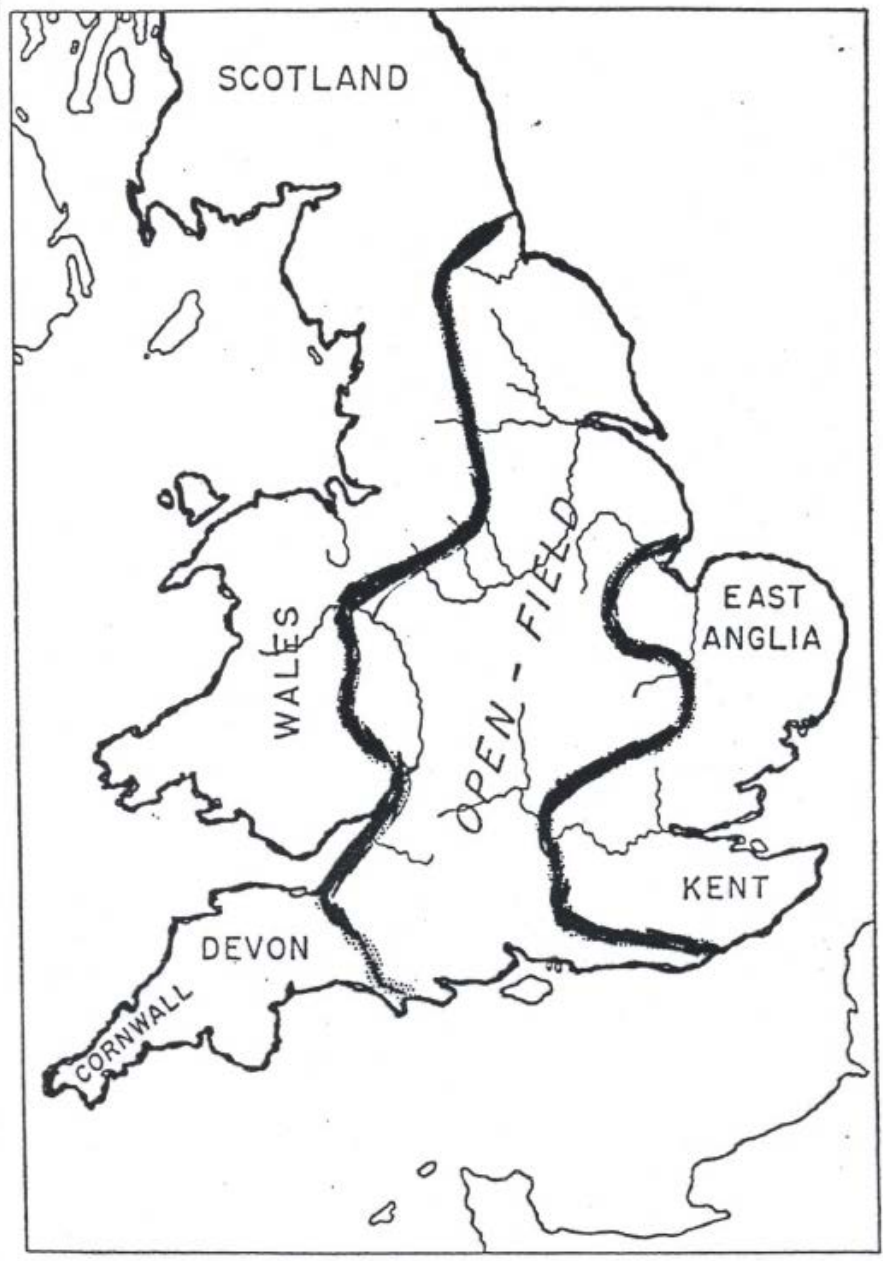 SCOTLAND
OPEN-FIELD
EAST
ANGLIA
WALES
KENT
DEVON
CORNWALL